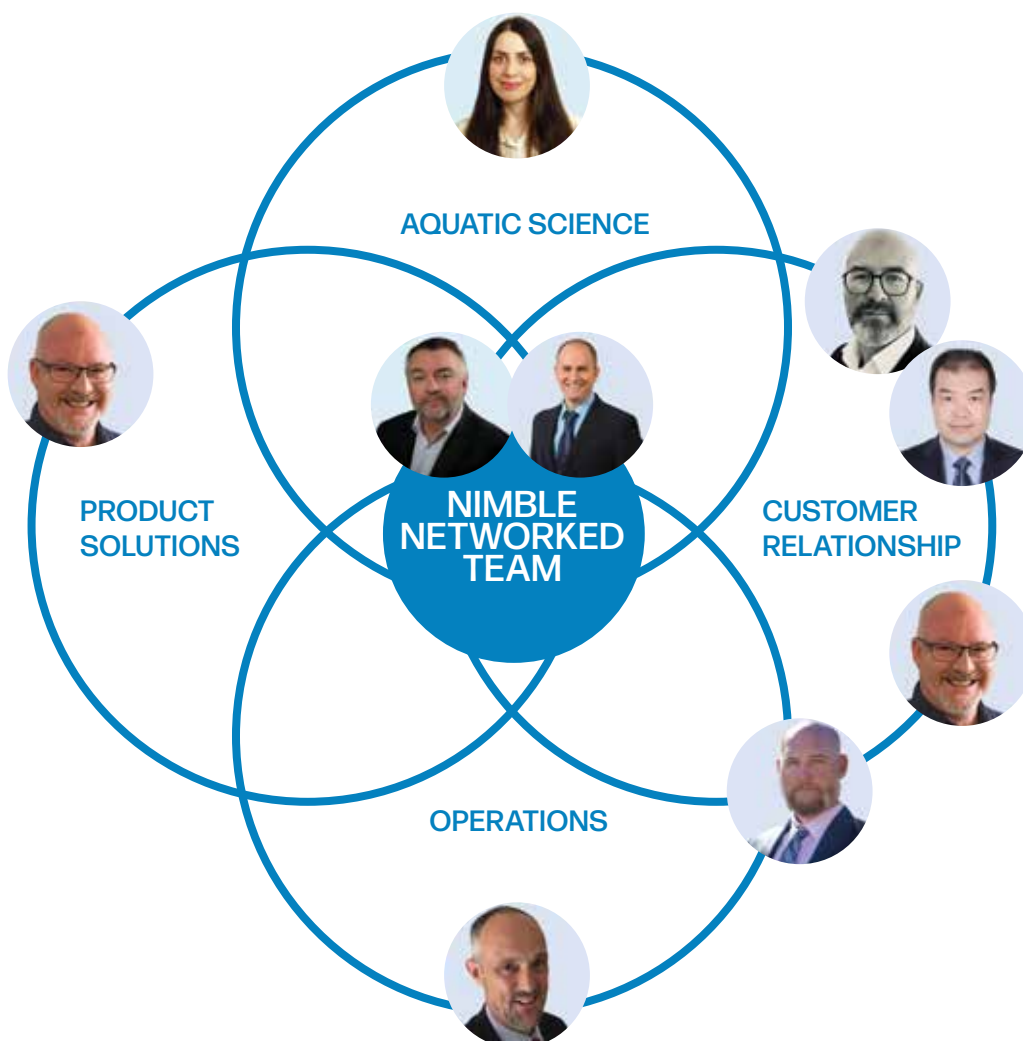 AQUATIC SCIENCE
PRODUCT
SOLUTIONS
NIMBLE
NETWORKED
TEAM
CUSTOMER
RELATIONSHIP
OPERATIONS